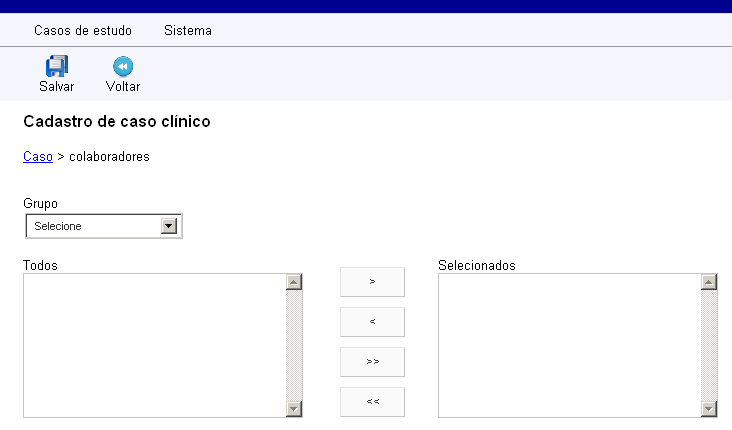 Casos de estudo Sistema
Salvar Voltar
Cadastro de caso clínico
Caso > colaboradores
Grupo
Selecione
Todos Selecionados
>
<
>>
<<